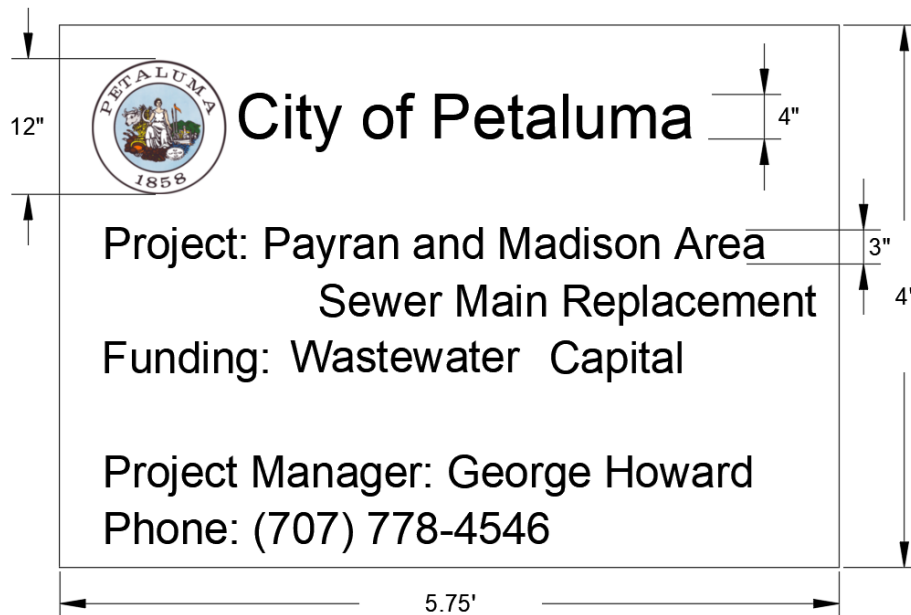 12"
PETALUMA
1858
City of Petaluma
4"
Project: Payran and Madison Area
3"
Sewer Main Replacement
4'
Funding: Wastewater Capital
Project Manager: George Howard
Phone: (707) 778-4546
5.75'